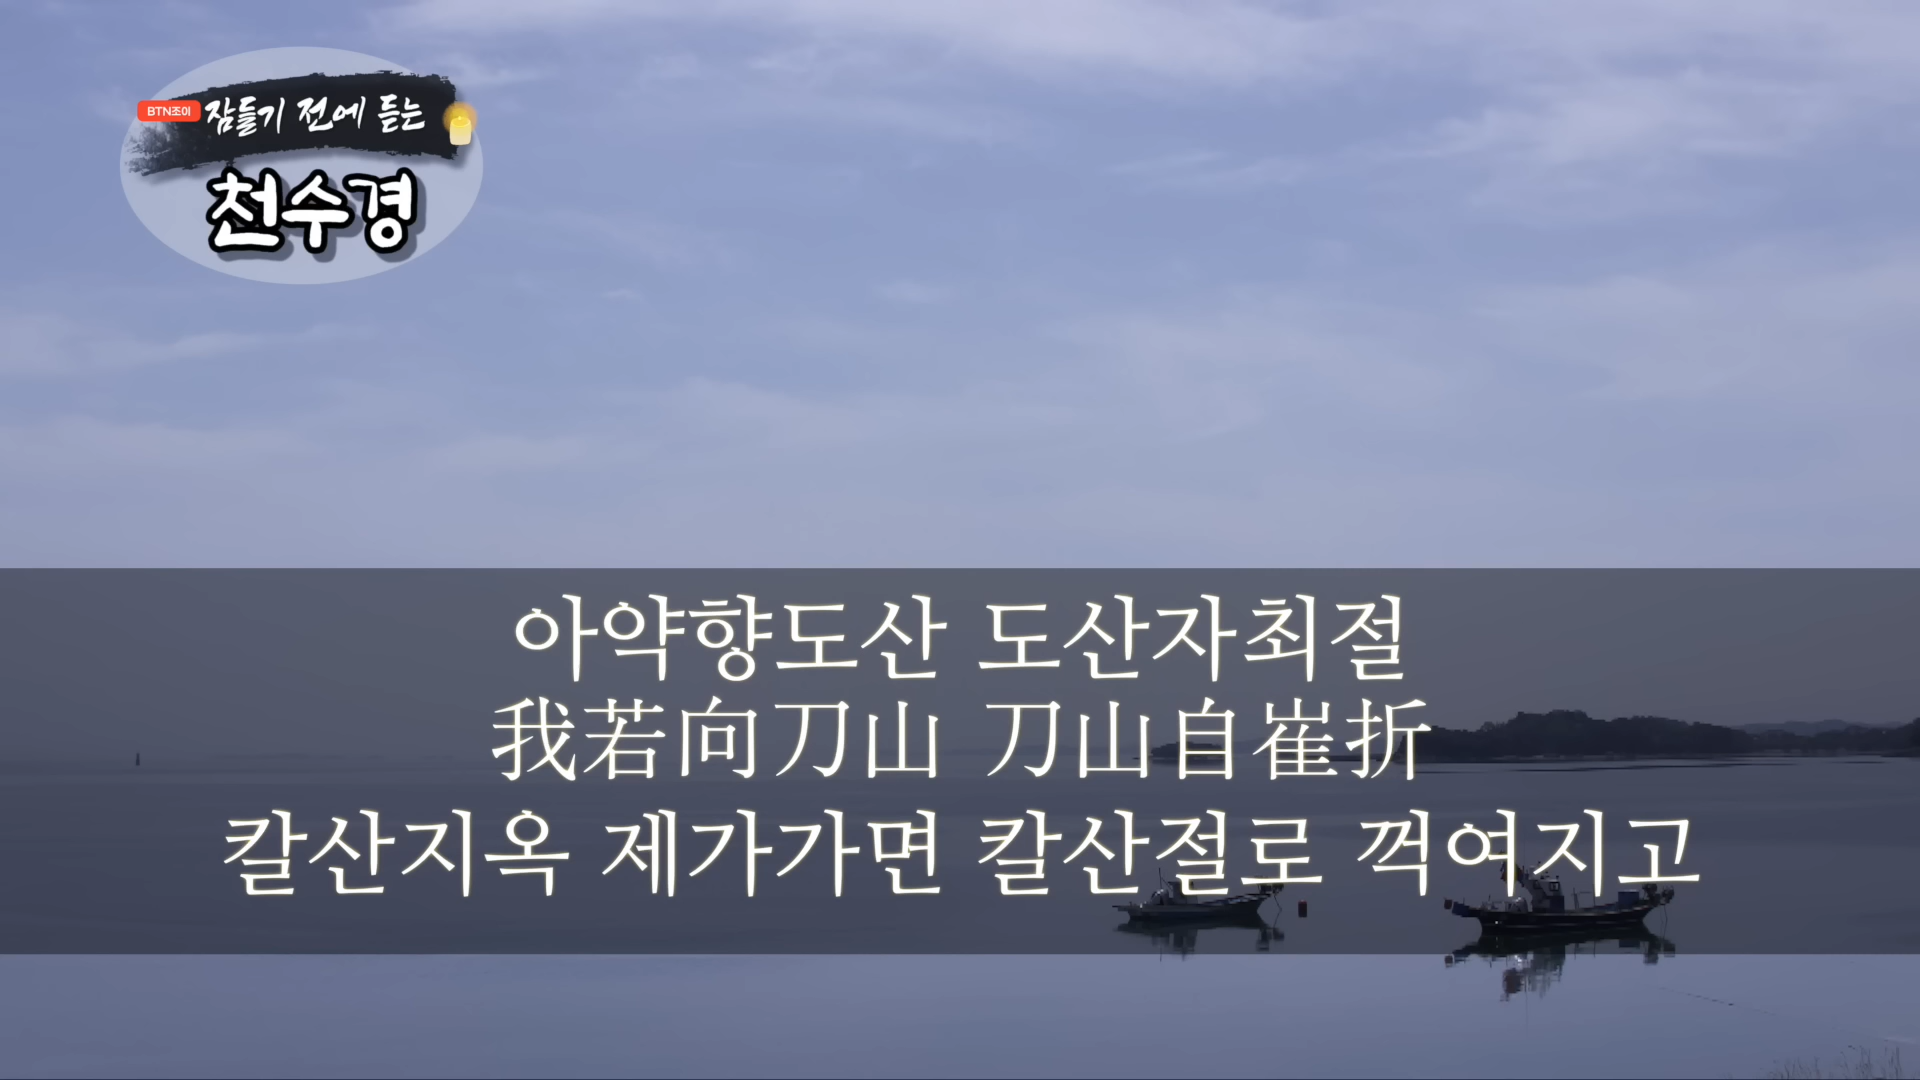 BTN조이
잠들기 전에 듣는
천수경
아약향도산 도산자최절
我若向刀山 刀山自崔折
칼산지옥 제가가면 칼산절로 꺽여지고